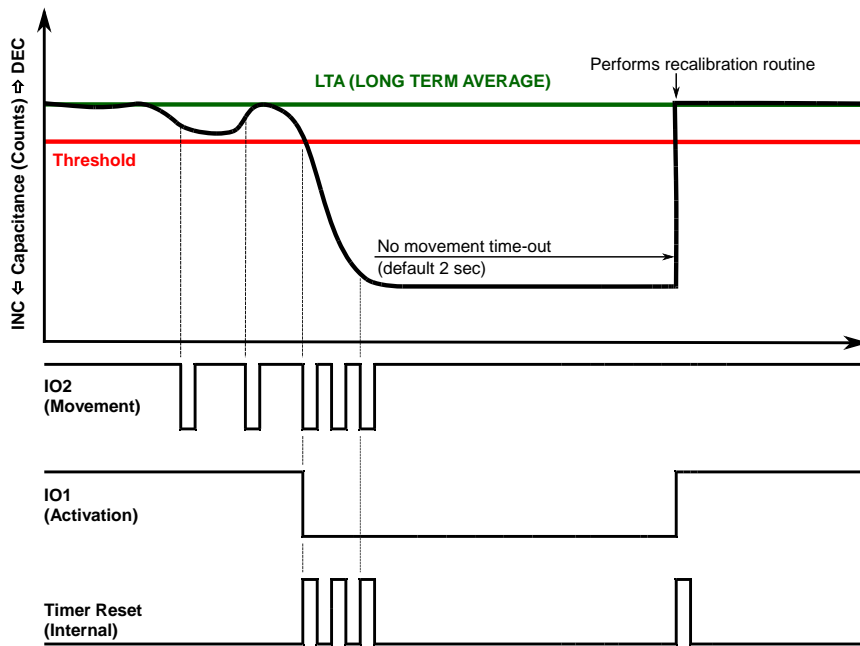 INC ⇦ Capacitance (Counts) ⇨ DEC
LTA (LONG TERM AVERAGE)
Performs recalibration routine
Threshold
No movement time-out
(default 2 sec)
IO2
(Movement)
IO1
(Activation)
Timer Reset
(Internal)